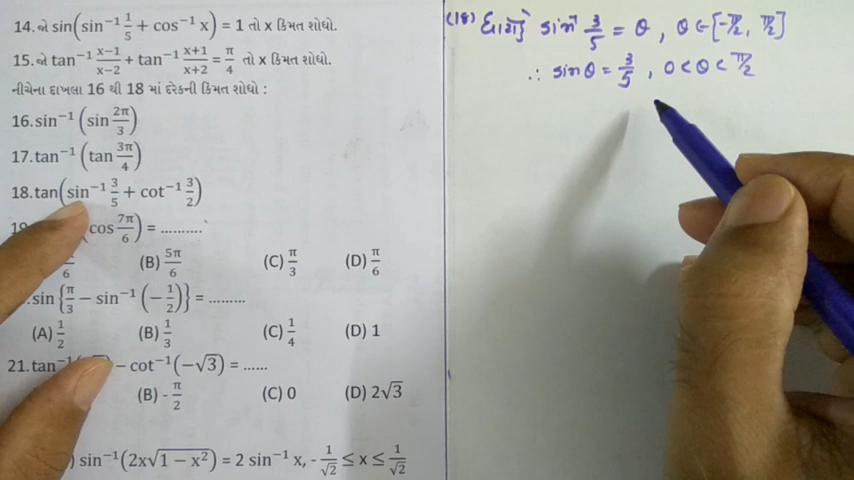 14. જો sin(sin⁻¹ 1/5 + cos⁻¹ x) = 1 તો x કિંમત શોધો.
15. જો tan⁻¹ x−1/x−2 + tan⁻¹ x+1/x+2 = π/4 તો x કિંમત શોધો.
નીચેના દાખલા 16 થી 18 માં દરેકની કિંમત શોધો :
16. sin⁻¹ (sin 2π/3)
17. tan⁻¹ (tan 3π/4)
18. tan(sin⁻¹ 3/5 + cot⁻¹ 3/2)
cos 7π/6) = ..........
6 (B) 5π/6 (C) π/3 (D) π/6
sin {π/3 − sin⁻¹ (−1/2)} = .........
(A) 1/2 (B) 1/3 (C) 1/4 (D) 1
21. tan⁻¹ − cot⁻¹(−√3) = ......
(B) -π/2 (C) 0 (D) 2√3
) sin⁻¹(2x√1 − x²) = 2 sin⁻¹ x, -1/√2 ≤ x ≤ 1/√2
(18) ધારોકે sin⁻¹ 3/5 = θ , θ ∈ [-π/2, π/2]
∴ sinθ = 3/5 , 0 < θ < π/2